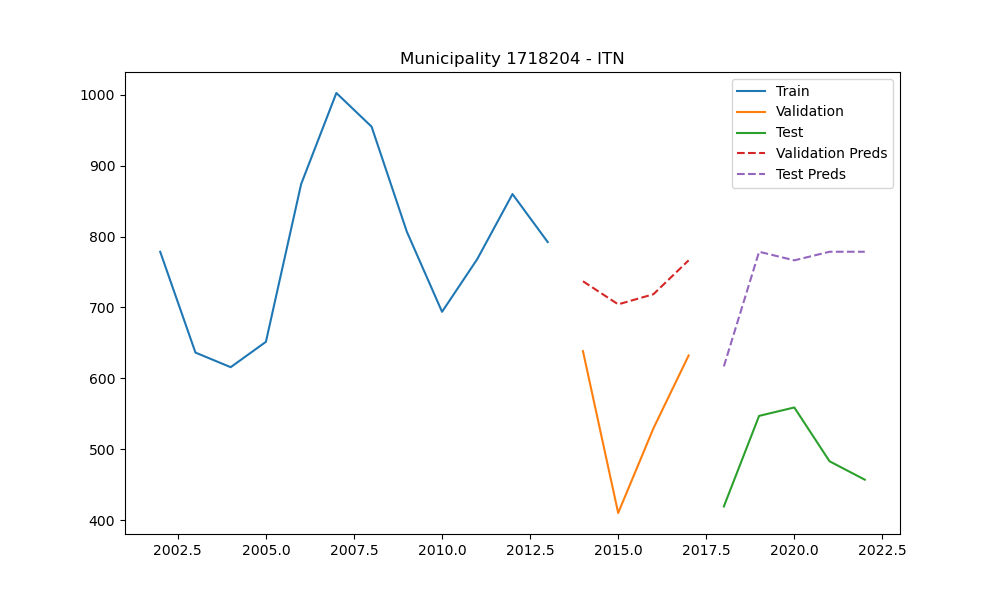 Municipality 1718204 - ITN
Train
Validation
Test
Validation Preds
Test Preds
1000
900
800
700
600
500
400
2002.5 2005.0 2007.5 2010.0 2012.5 2015.0 2017.5 2020.0 2022.5